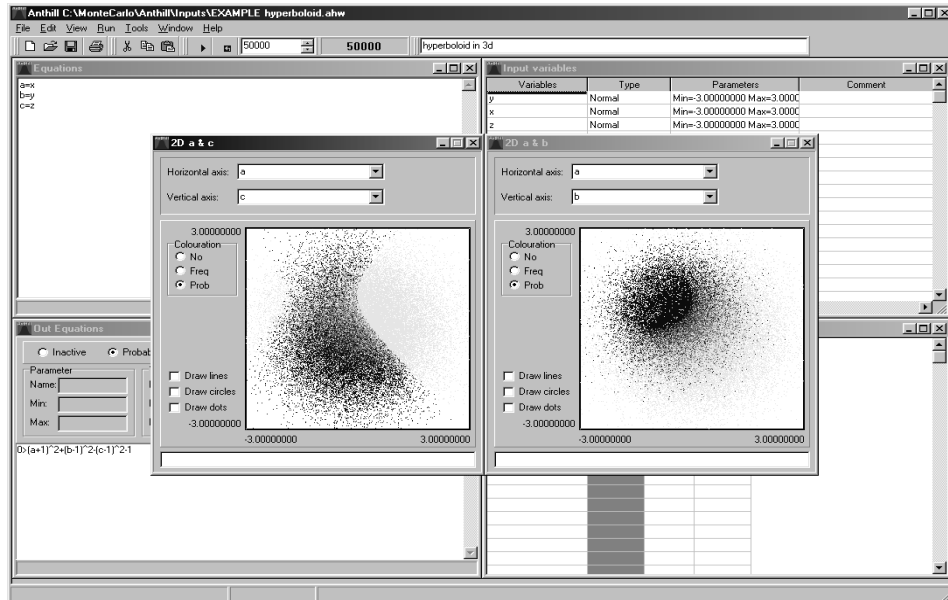 Anthill C:\MonteCarlo\Anthill\Inputs\EXAMPLE hyperboloid.ahw
File Edit View Run Tools Window Help
50000 50000 hyperboloid in 3d
Equations
a=x
b=y
c=z
Input variables
Variables Type Parameters Comment
y Normal Min=-3.00000000 Max=3.0000
x Normal Min=-3.00000000 Max=3.0000
z Normal Min=-3.00000000 Max=3.0000
2D a & c
Horizontal axis: a
Vertical axis: c
3.00000000
Colouration
No
Freq
Prob
Draw lines
Draw circles
Draw dots
-3.00000000
-3.00000000 3.00000000
2D a & b
Horizontal axis: a
Vertical axis: b
3.00000000
Colouration
No
Freq
Prob
Draw lines
Draw circles
Draw dots
-3.00000000
-3.00000000 3.00000000
Out Equations
Inactive Probab
Parameter
Name:
Min:
Max:
0>(a+1)^2+(b-1)^2-(c-1)^2-1